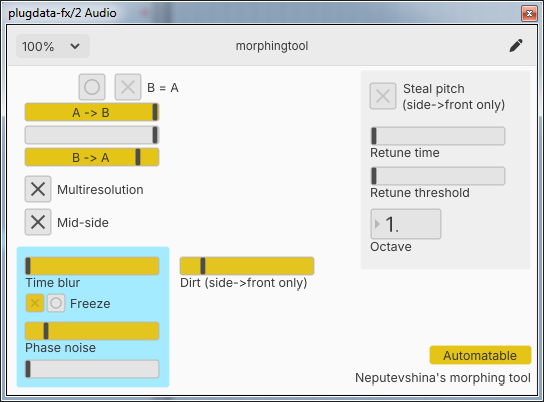 plugdata-fx/2 Audio
100%
morphingtool
B = A
A -> B
B -> A
Multiresolution
Mid-side
Time blur
Freeze
Phase noise
Dirt (side->front only)
Steal pitch
(side->front only)
Retune time
Retune threshold
1.
Octave
Automatable
Neputevshina's morphing tool